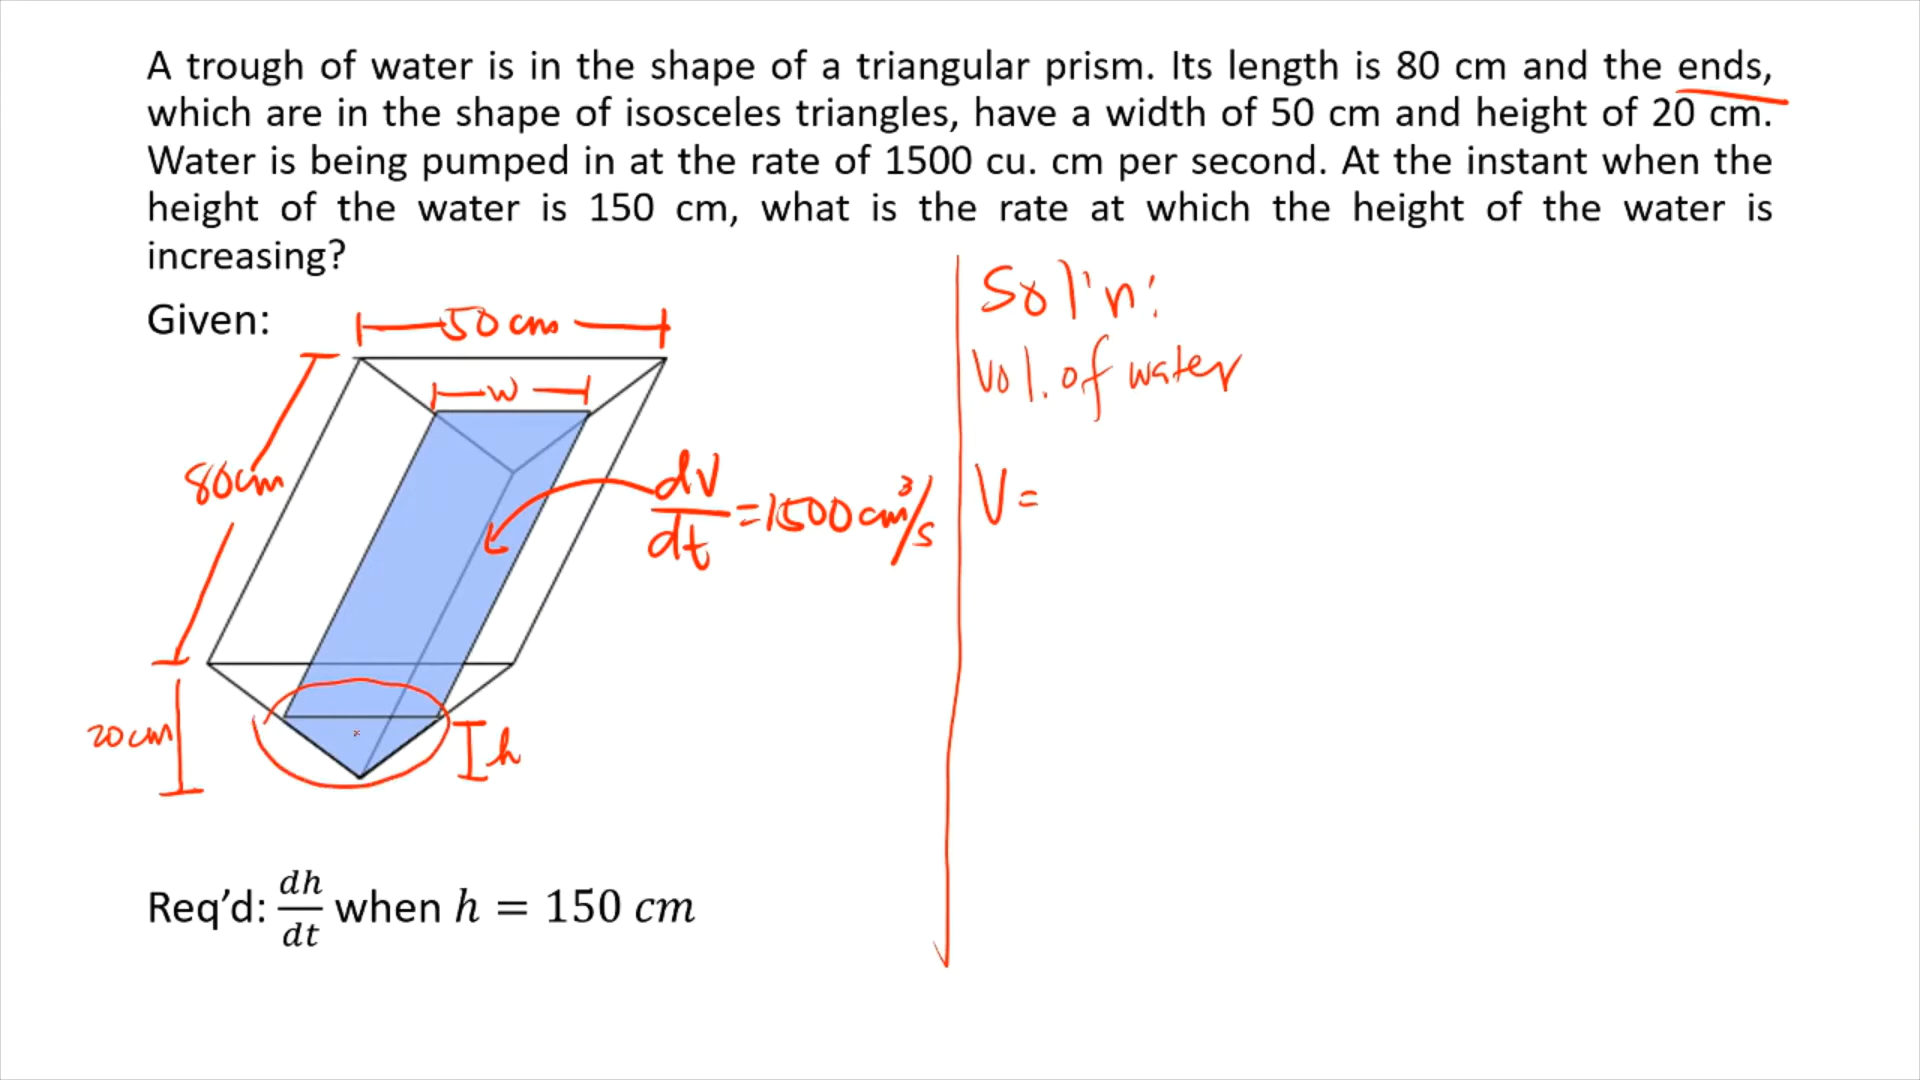 A trough of water is in the shape of a triangular prism. Its length is 80 cm and the ends,
which are in the shape of isosceles triangles, have a width of 50 cm and height of 20 cm.
Water is being pumped in at the rate of 1500 cu. cm per second. At the instant when the
height of the water is 150 cm, what is the rate at which the height of the water is
increasing?
Given:
50 cm
w
80cm
dV/dt = 1500 cm³/s
20cm
h
Req'd: dh/dt when h = 150 cm
Sol'n:
Vol. of water
V =